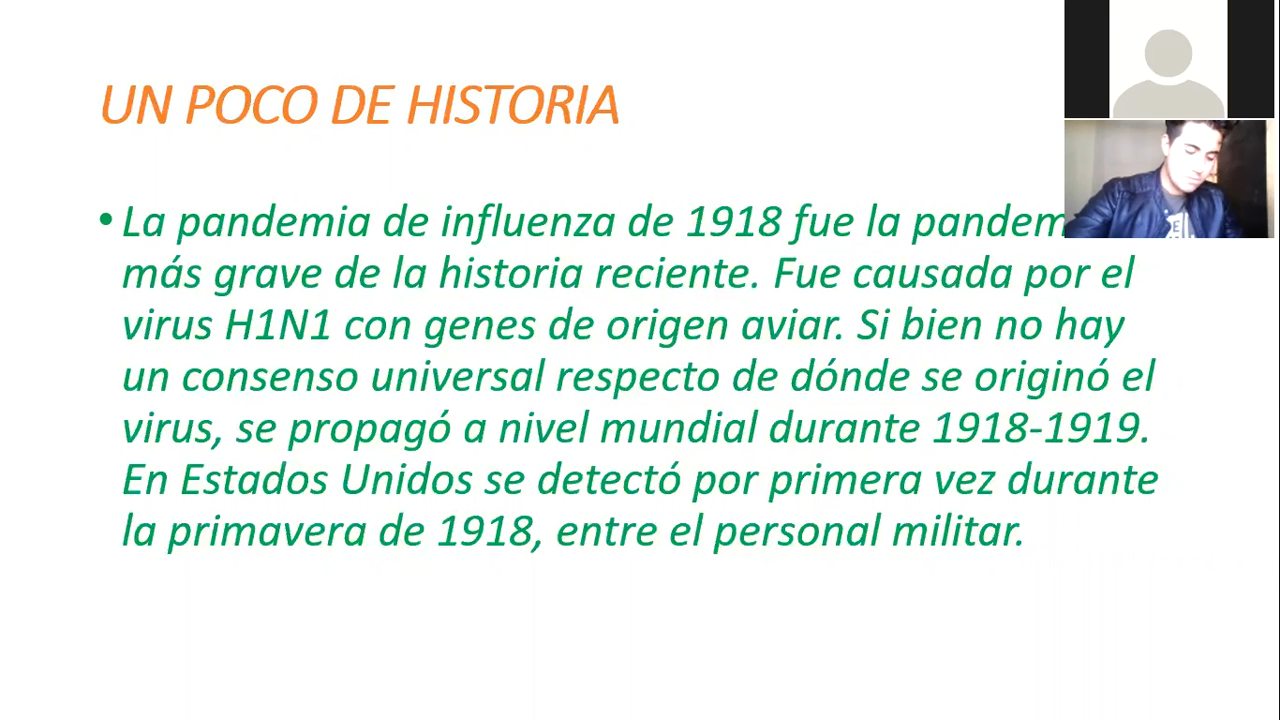 UN POCO DE HISTORIA
• La pandemia de influenza de 1918 fue la
más grave de la historia reciente. Fue causada por el
virus H1N1 con genes de origen aviar. Si bien no hay
un consenso universal respecto de dónde se originó el
virus, se propagó a nivel mundial durante 1918-1919.
En Estados Unidos se detectó por primera vez durante
la primavera de 1918, entre el personal militar.